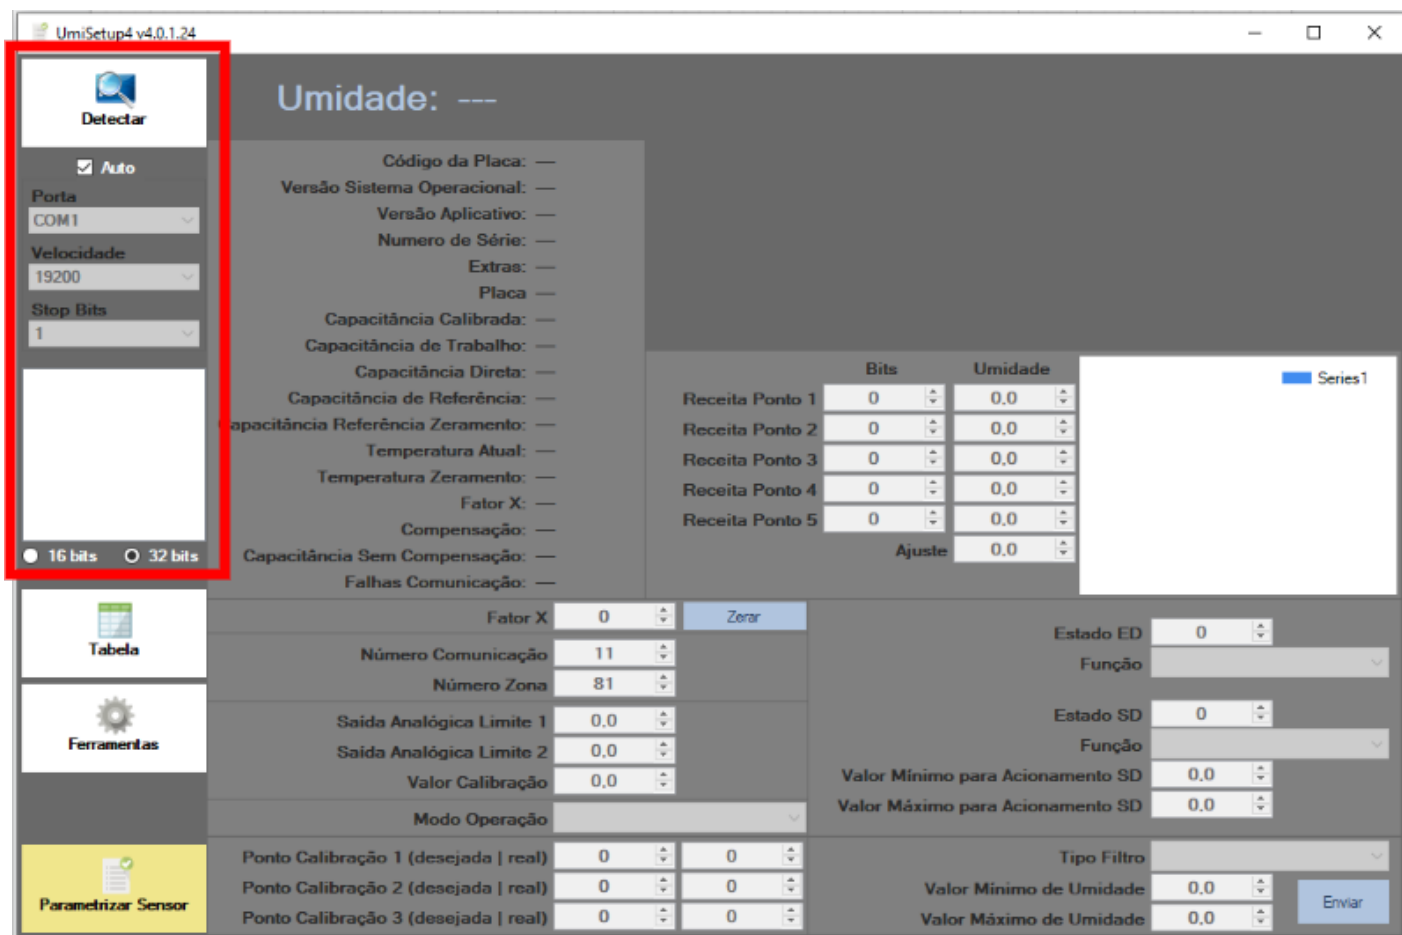 UmiSetup4 v4.0.1.24
Detectar
Auto
Porta
COM1
Velocidade
19200
Stop Bits
1
16 bits 32 bits
Tabela
Ferramentas
Parametrizar Sensor
Umidade: ---
Código da Placa: ---
Versão Sistema Operacional: ---
Versão Aplicativo: ---
Numero de Série: ---
Extras: ---
Placa ---
Capacitância Calibrada: ---
Capacitância de Trabalho: ---
Capacitância Direta: ---
Capacitância de Referência: ---
apacitância Referência Zeramento: ---
Temperatura Atual: ---
Temperatura Zeramento: ---
Fator X: ---
Compensação: ---
Capacitância Sem Compensação: ---
Falhas Comunicação: ---
Bits Umidade
Receita Ponto 1 0 0,0
Receita Ponto 2 0 0,0
Receita Ponto 3 0 0,0
Receita Ponto 4 0 0,0
Receita Ponto 5 0 0,0
Ajuste 0,0
Series1
Fator X 0 Zerar
Número Comunicação 11
Número Zona 81
Saída Analógica Limite 1 0,0
Saída Analógica Limite 2 0,0
Valor Calibração 0,0
Modo Operação
Estado ED 0
Função
Estado SD 0
Função
Valor Mínimo para Acionamento SD 0,0
Valor Máximo para Acionamento SD 0,0
Ponto Calibração 1 (desejada | real) 0 0
Ponto Calibração 2 (desejada | real) 0 0
Ponto Calibração 3 (desejada | real) 0 0
Tipo Filtro
Valor Mínimo de Umidade 0,0
Valor Máximo de Umidade 0,0
Enviar